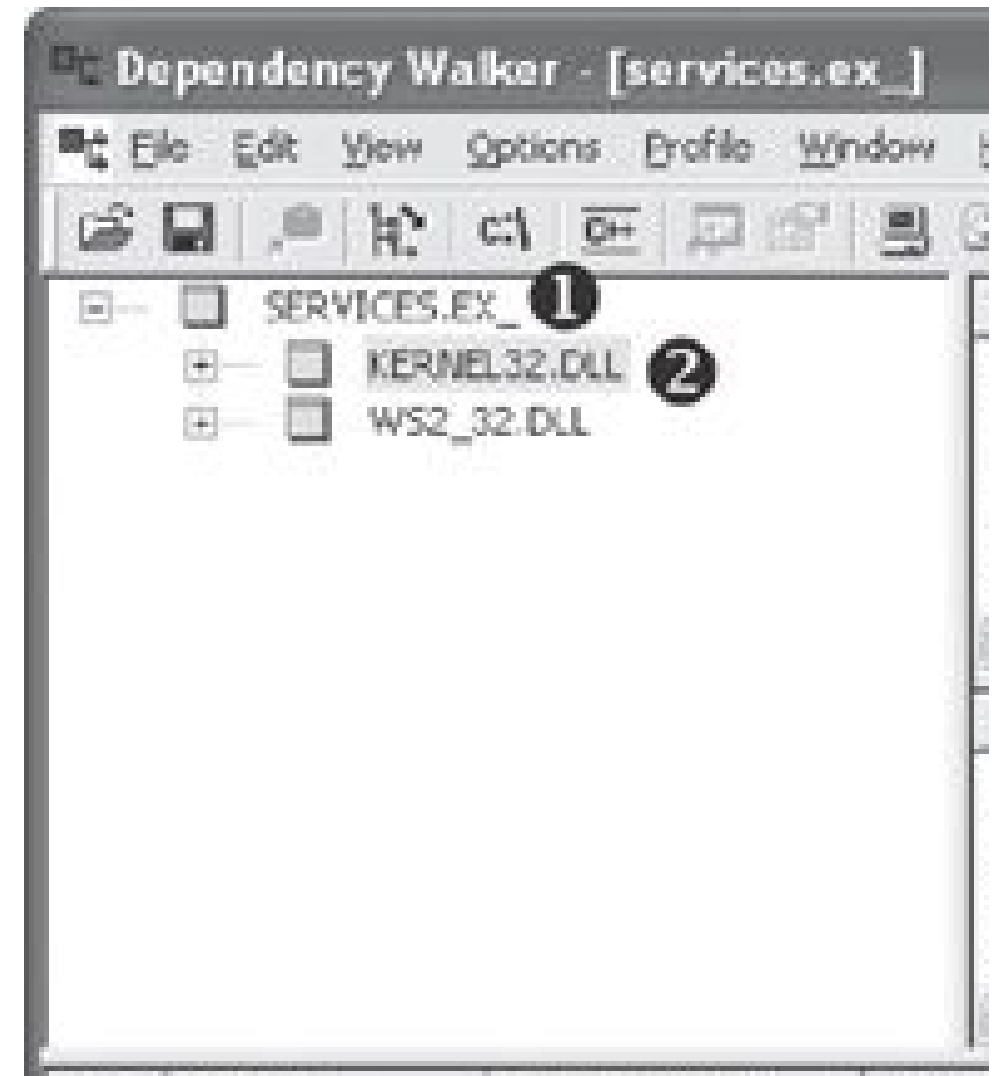 Dependency Walker - [services.ex_]
File Edit View Options Profile Window
C:\ C++
SERVICES.EX_ 1
KERNEL32.DLL 2
WS2_32.DLL